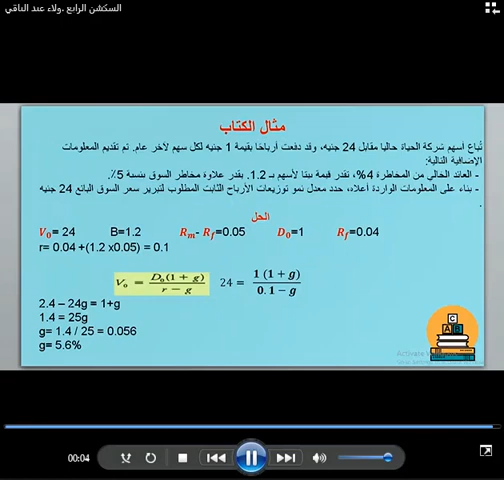 السكشن الرابع .ولاء عند الناقي
مثال الكتاب
تُباع أسهم شركة الحياة حاليا مقابل 24 جنيه، وقد دفعت أرباحًا بقيمة 1 جنيه لكل سهم لآخر عام. تم تقديم المعلومات
الإضافية التالية:
- العائد الخالي من المخاطرة 4%، تقدر قيمة بيتا لأسهم بـ 1.2. يقدر علاوة مخاطر السوق بنسبة 5٪.
- بناء على المعلومات الواردة أعلاه، حدد معدل نمو توزيعات الأرباح الثابت المطلوب لتبرير سعر السوق البالغ 24 جنيه
.
الحل
V₀= 24 B=1.2 Rm- Rf=0.05 D₀=1 Rf=0.04
r= 0.04 +(1.2 x0.05) = 0.1
V₀ = D₀(1 + g) / r − g 24 = 1 (1 + g) / 0.1 − g
2.4 – 24g = 1+g
1.4 = 25g
g= 1.4 / 25 = 0.056
g= 5.6%
C
A B
00:04